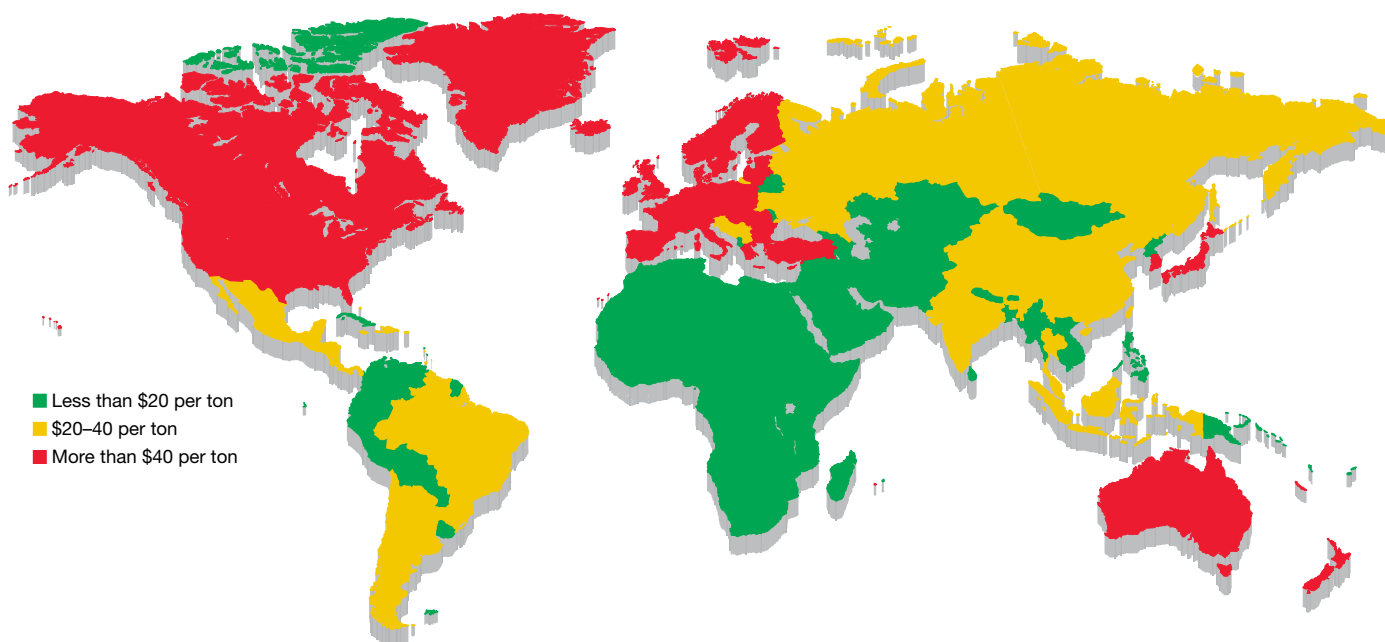 Less than $20 per ton
$20–40 per ton
More than $40 per ton